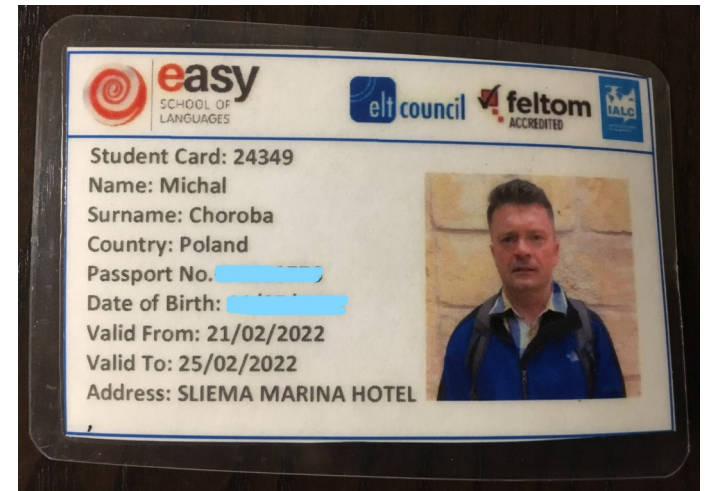 easy
SCHOOL OF
LANGUAGES
elt council
feltom
ACCREDITED
IALC
Student Card: 24349
Name: Michal
Surname: Choroba
Country: Poland
Passport No.
Date of Birth:
Valid From: 21/02/2022
Valid To: 25/02/2022
Address: SLIEMA MARINA HOTEL
,